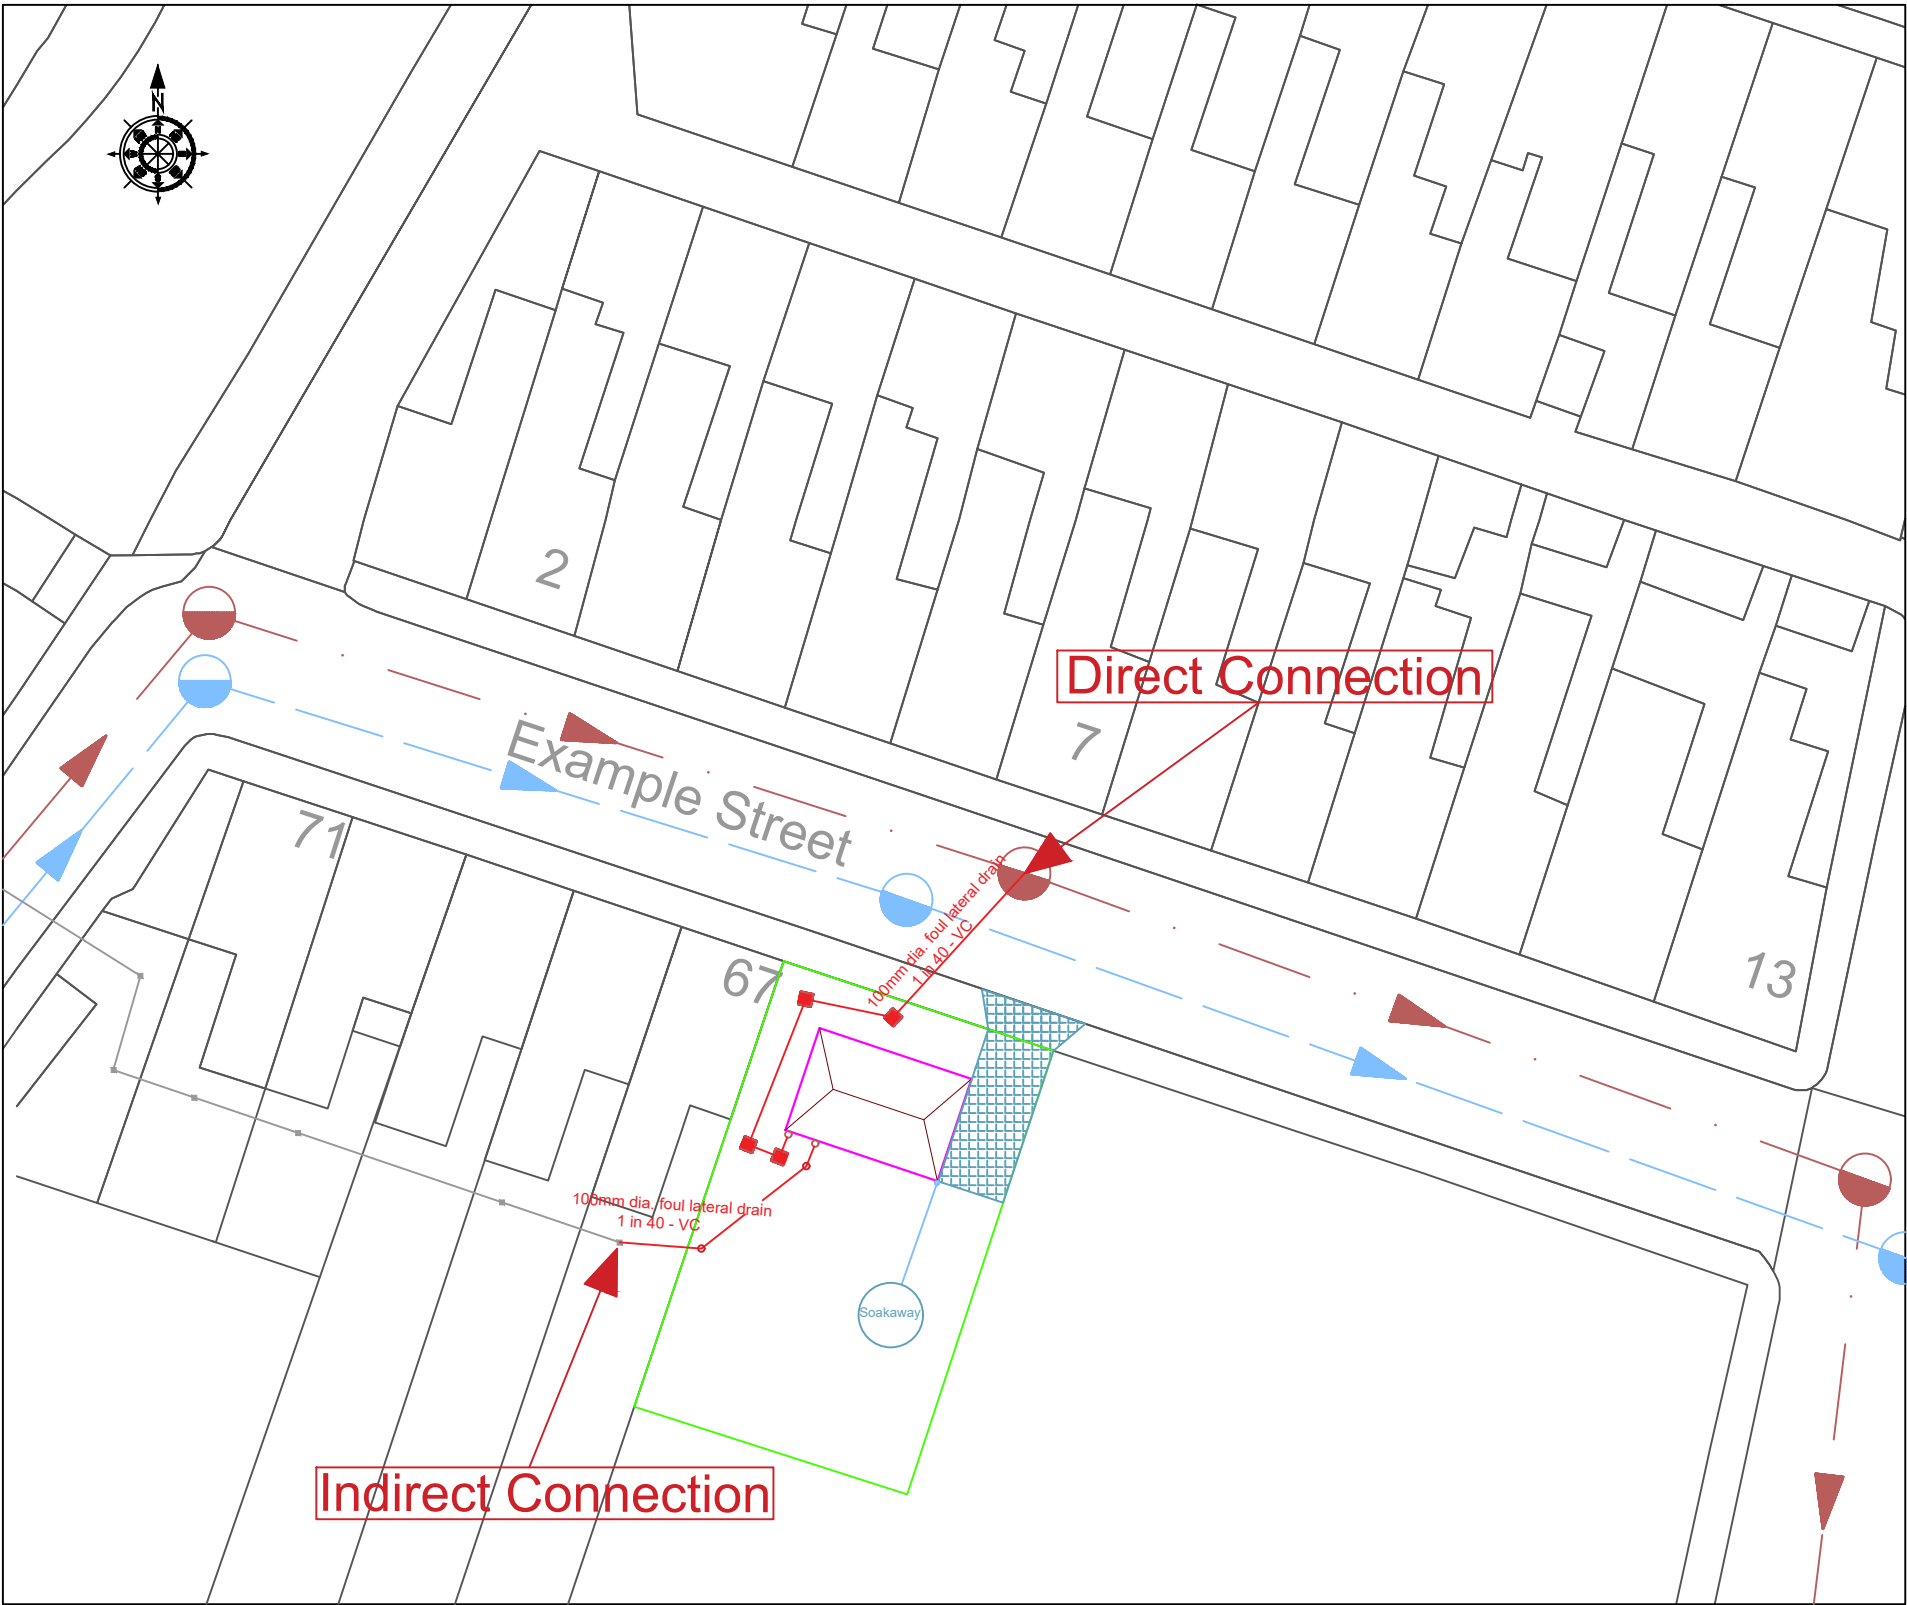 N
2
Direct Connection
7
Example Street
71
100mm dia. foul lateral drain
1 in 40 - VC
67
13
100mm dia. foul lateral drain
1 in 40 - VC
Soakaway
Indirect Connection